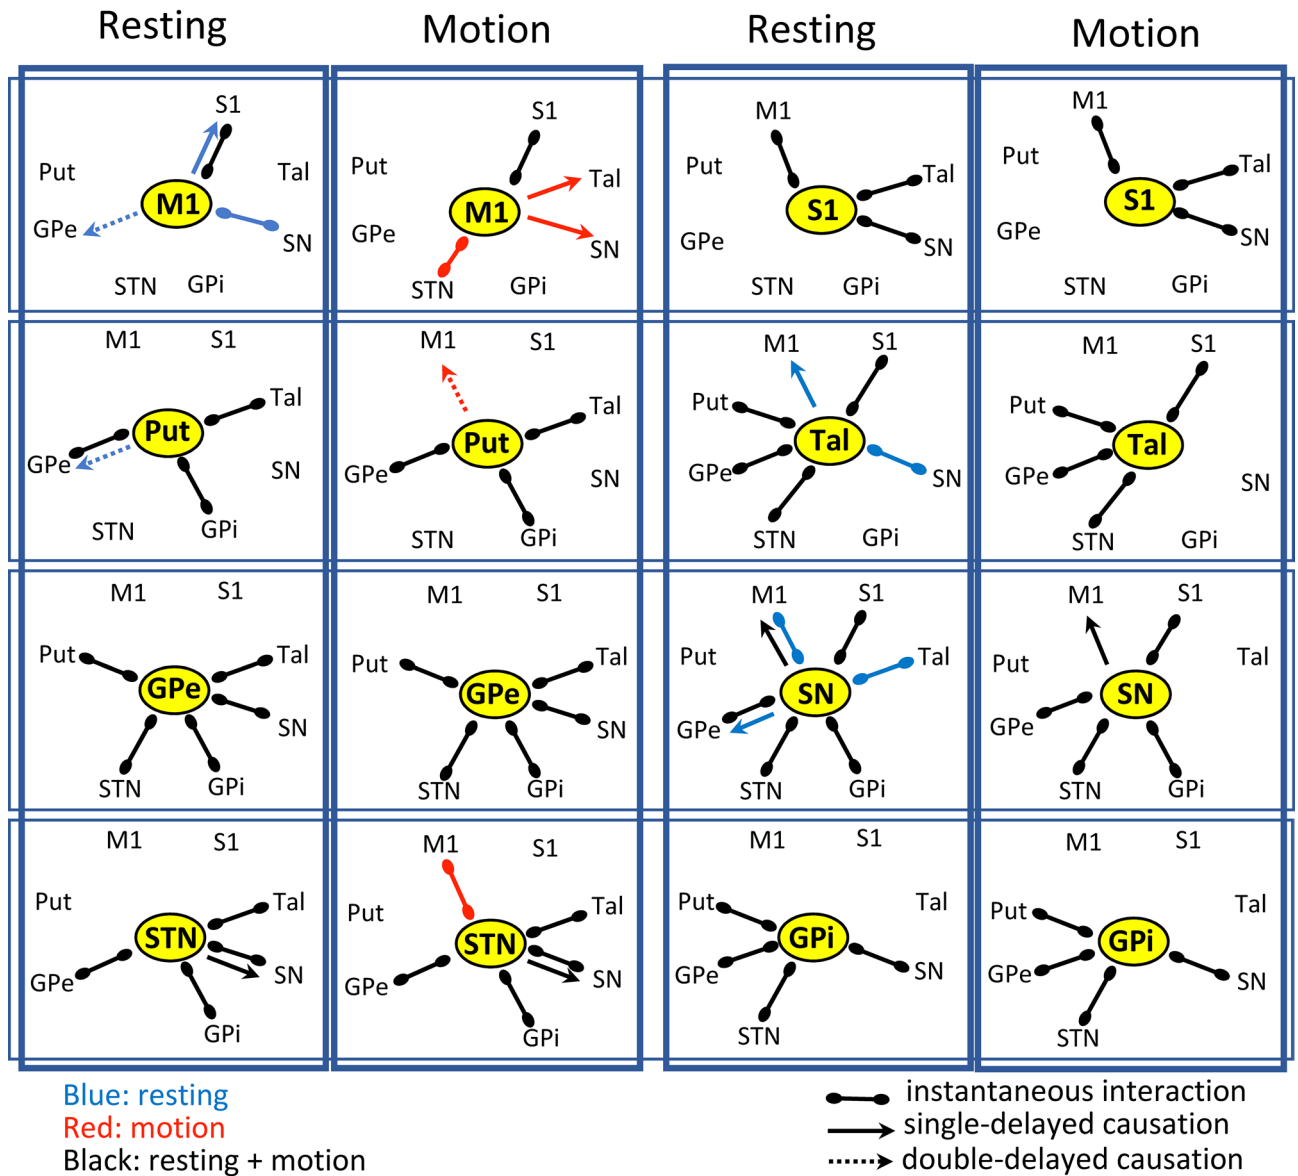 Resting Motion Resting Motion
S1
Put Tal
M1
GPe SN
STN GPi
S1
Put Tal
M1
GPe SN
STN GPi
M1
Put Tal
S1
GPe SN
STN GPi
M1
Put Tal
S1
GPe SN
STN GPi
M1 S1
Tal
Put
GPe SN
STN GPi
M1 S1
Tal
Put
GPe SN
STN GPi
M1 S1
Put
Tal
GPe SN
STN GPi
M1 S1
Put
Tal
GPe SN
STN GPi
M1 S1
Put Tal
GPe
SN
STN GPi
M1 S1
Put Tal
GPe
SN
STN GPi
M1 S1
Put Tal
SN
GPe
STN GPi
M1 S1
Put Tal
SN
GPe
STN GPi
M1 S1
Put Tal
STN
GPe SN
GPi
M1 S1
Put Tal
STN
GPe SN
GPi
M1 S1
Put Tal
GPi
GPe SN
STN
M1 S1
Put Tal
GPi
GPe SN
STN
Blue: resting
Red: motion
Black: resting + motion
instantaneous interaction
single-delayed causation
double-delayed causation